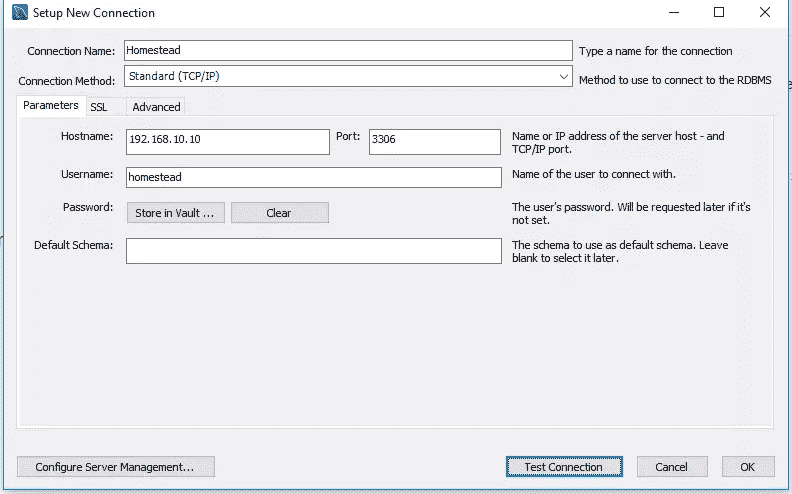 Setup New Connection
Connection Name: Homestead Type a name for the connection
Connection Method: Standard (TCP/IP) Method to use to connect to the RDBMS
Parameters SSL Advanced
Hostname: 192.168.10.10 Port: 3306 Name or IP address of the server host - and
TCP/IP port.
Username: homestead Name of the user to connect with.
Password: Store in Vault ... Clear The user's password. Will be requested later if it's
not set.
Default Schema: The schema to use as default schema. Leave
blank to select it later.
Configure Server Management... Test Connection Cancel OK